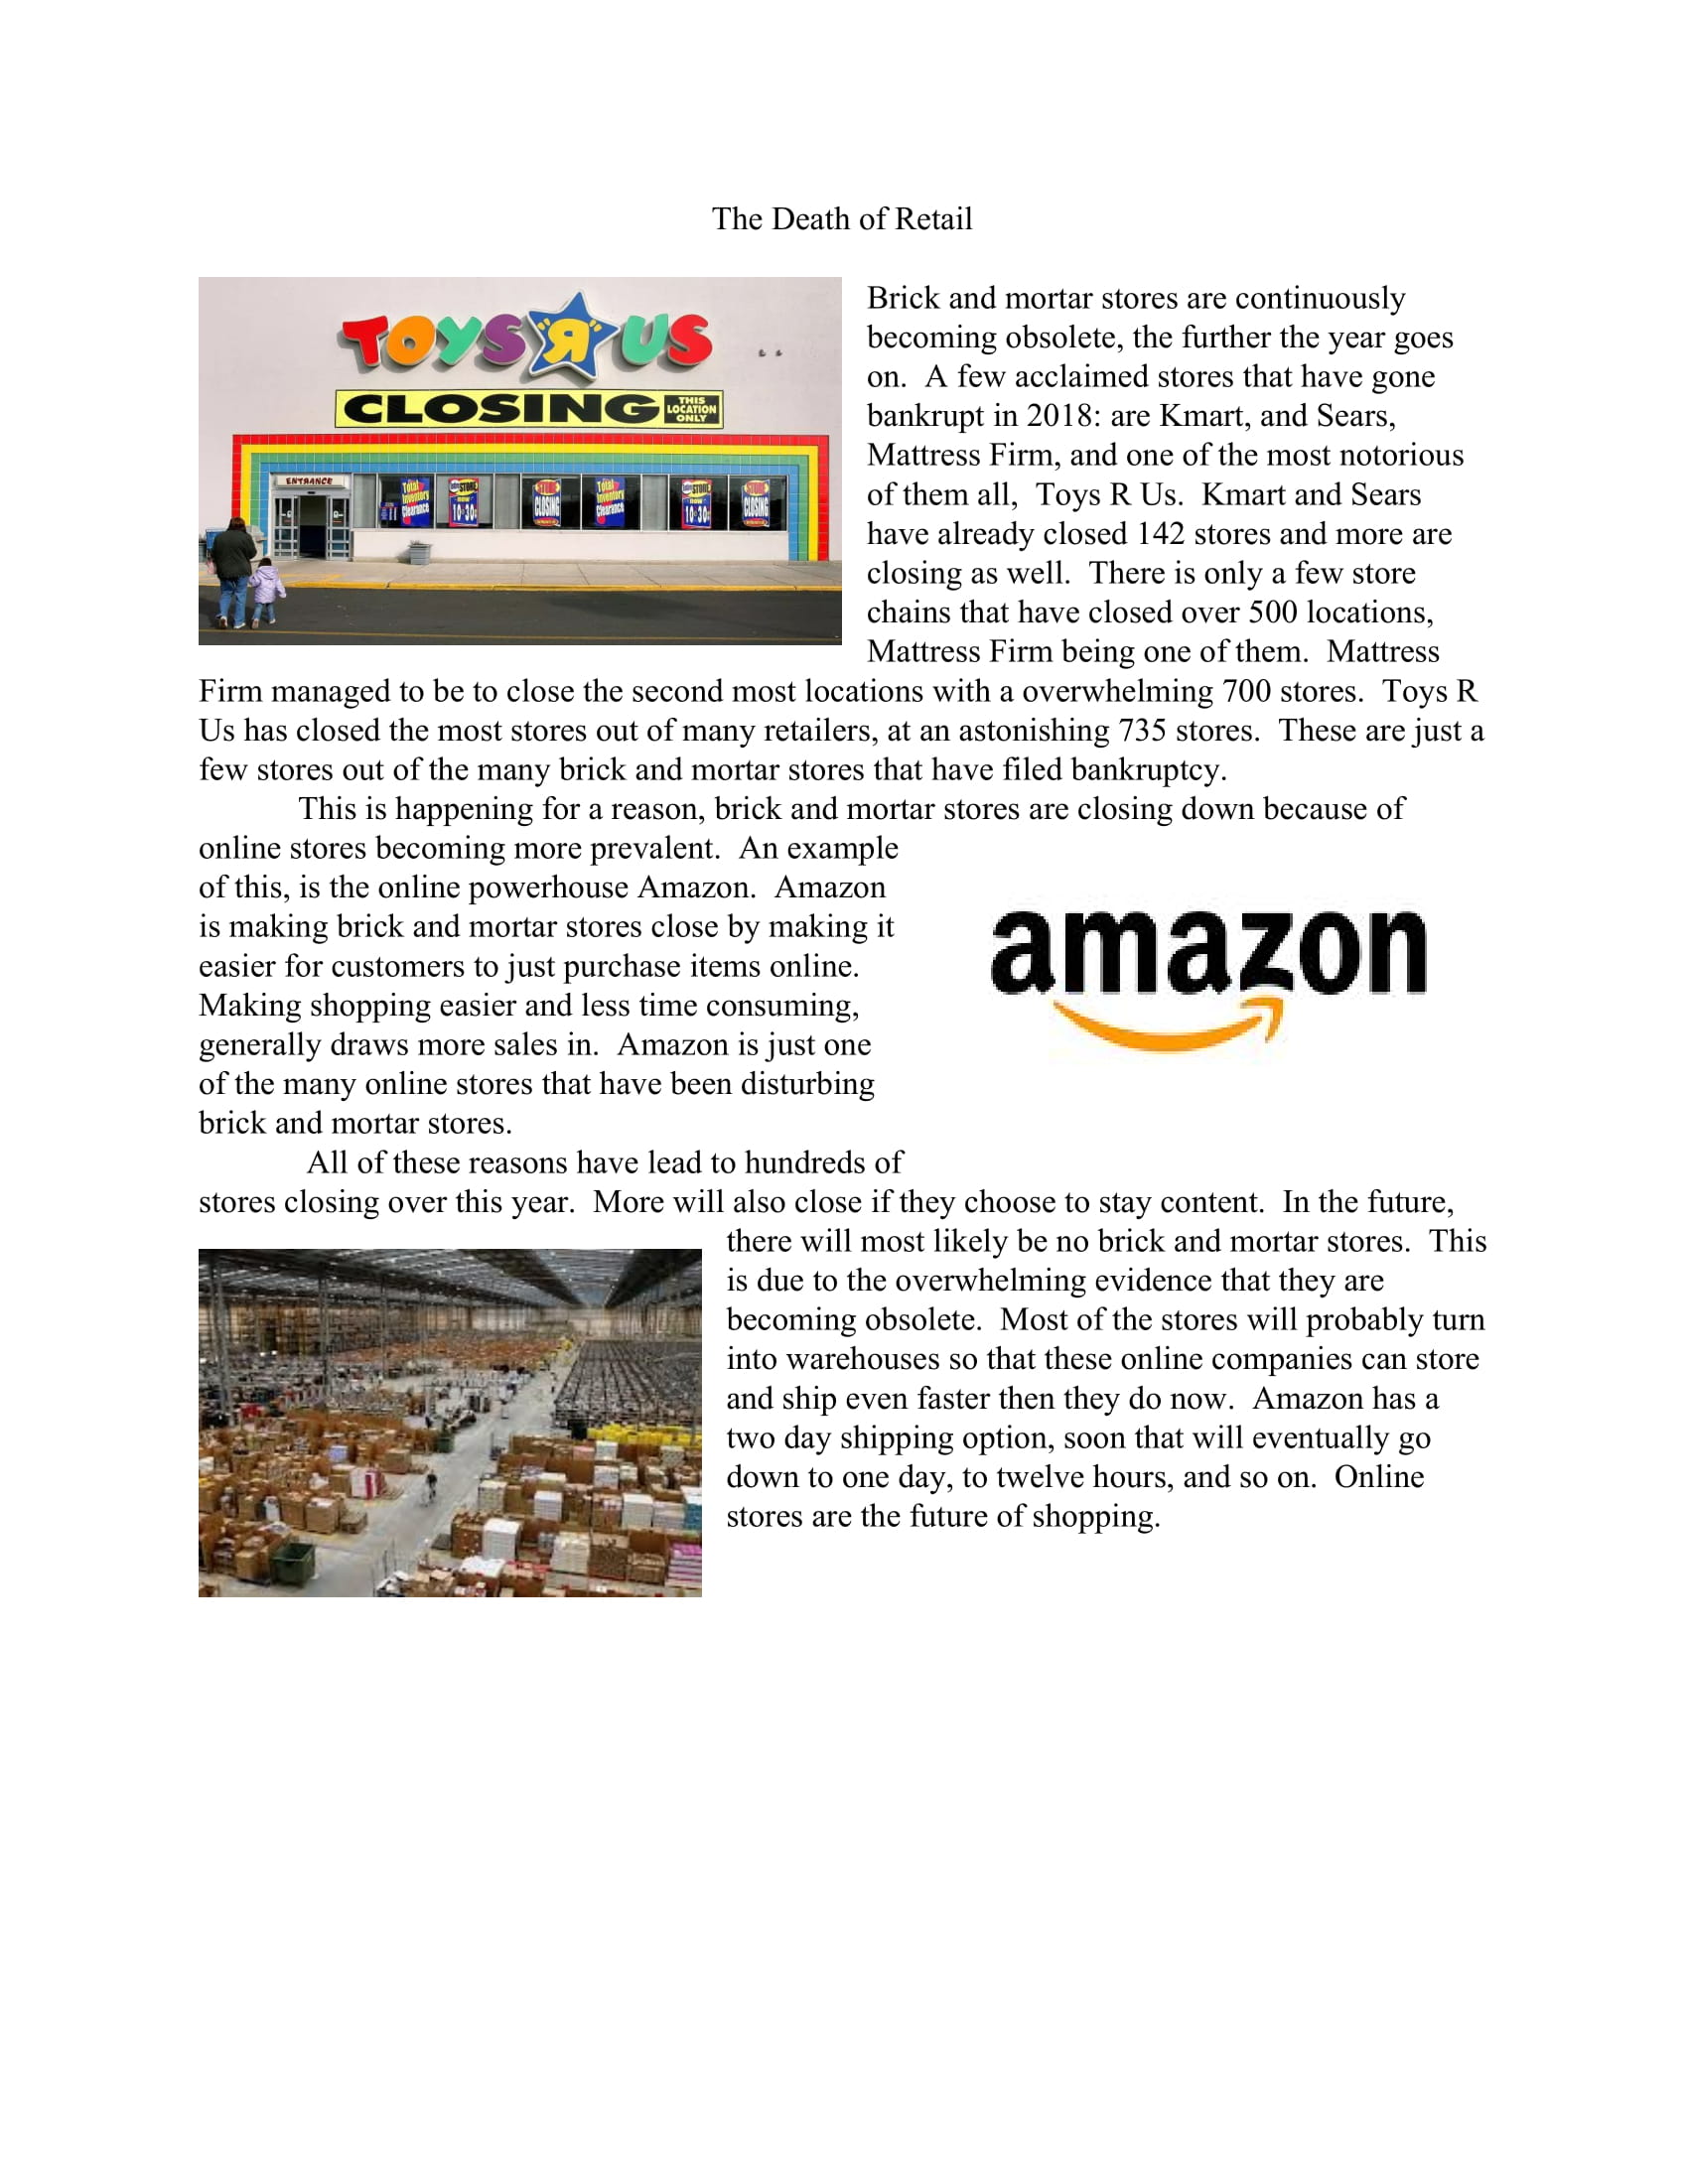 The Death of Retail
TOYS R US
CLOSING THIS LOCATION ONLY
ENTRANCE
Total Inventory Clearance
STORE CLOSING
Total Inventory Clearance
STORE CLOSING
Brick and mortar stores are continuously
becoming obsolete, the further the year goes
on.  A few acclaimed stores that have gone
bankrupt in 2018: are Kmart, and Sears,
Mattress Firm, and one of the most notorious
of them all,  Toys R Us.  Kmart and Sears
have already closed 142 stores and more are
closing as well.  There is only a few store
chains that have closed over 500 locations,
Mattress Firm being one of them.  Mattress
Firm managed to be to close the second most locations with a overwhelming 700 stores.  Toys R
Us has closed the most stores out of many retailers, at an astonishing 735 stores.  These are just a
few stores out of the many brick and mortar stores that have filed bankruptcy.
This is happening for a reason, brick and mortar stores are closing down because of
online stores becoming more prevalent.  An example
of this, is the online powerhouse Amazon.  Amazon
is making brick and mortar stores close by making it
easier for customers to just purchase items online.
Making shopping easier and less time consuming,
generally draws more sales in.  Amazon is just one
of the many online stores that have been disturbing
brick and mortar stores.
amazon
All of these reasons have lead to hundreds of
stores closing over this year.  More will also close if they choose to stay content.  In the future,
there will most likely be no brick and mortar stores.  This
is due to the overwhelming evidence that they are
becoming obsolete.  Most of the stores will probably turn
into warehouses so that these online companies can store
and ship even faster then they do now.  Amazon has a
two day shipping option, soon that will eventually go
down to one day, to twelve hours, and so on.  Online
stores are the future of shopping.